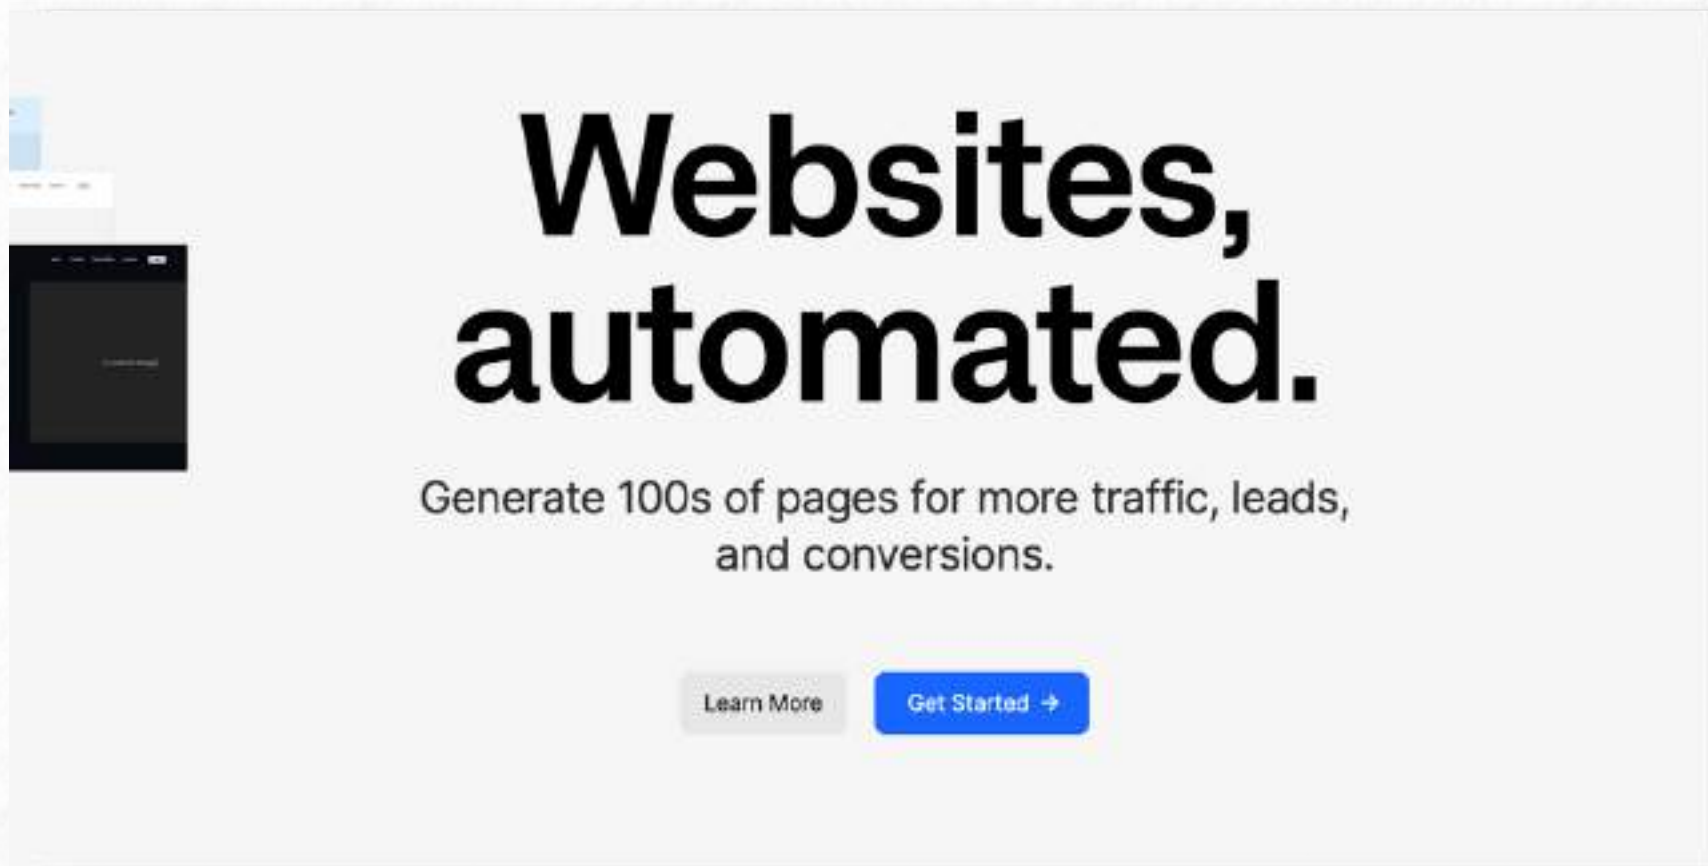 Websites,
automated.
Generate 100s of pages for more traffic, leads,
and conversions.
Learn More
Get Started →